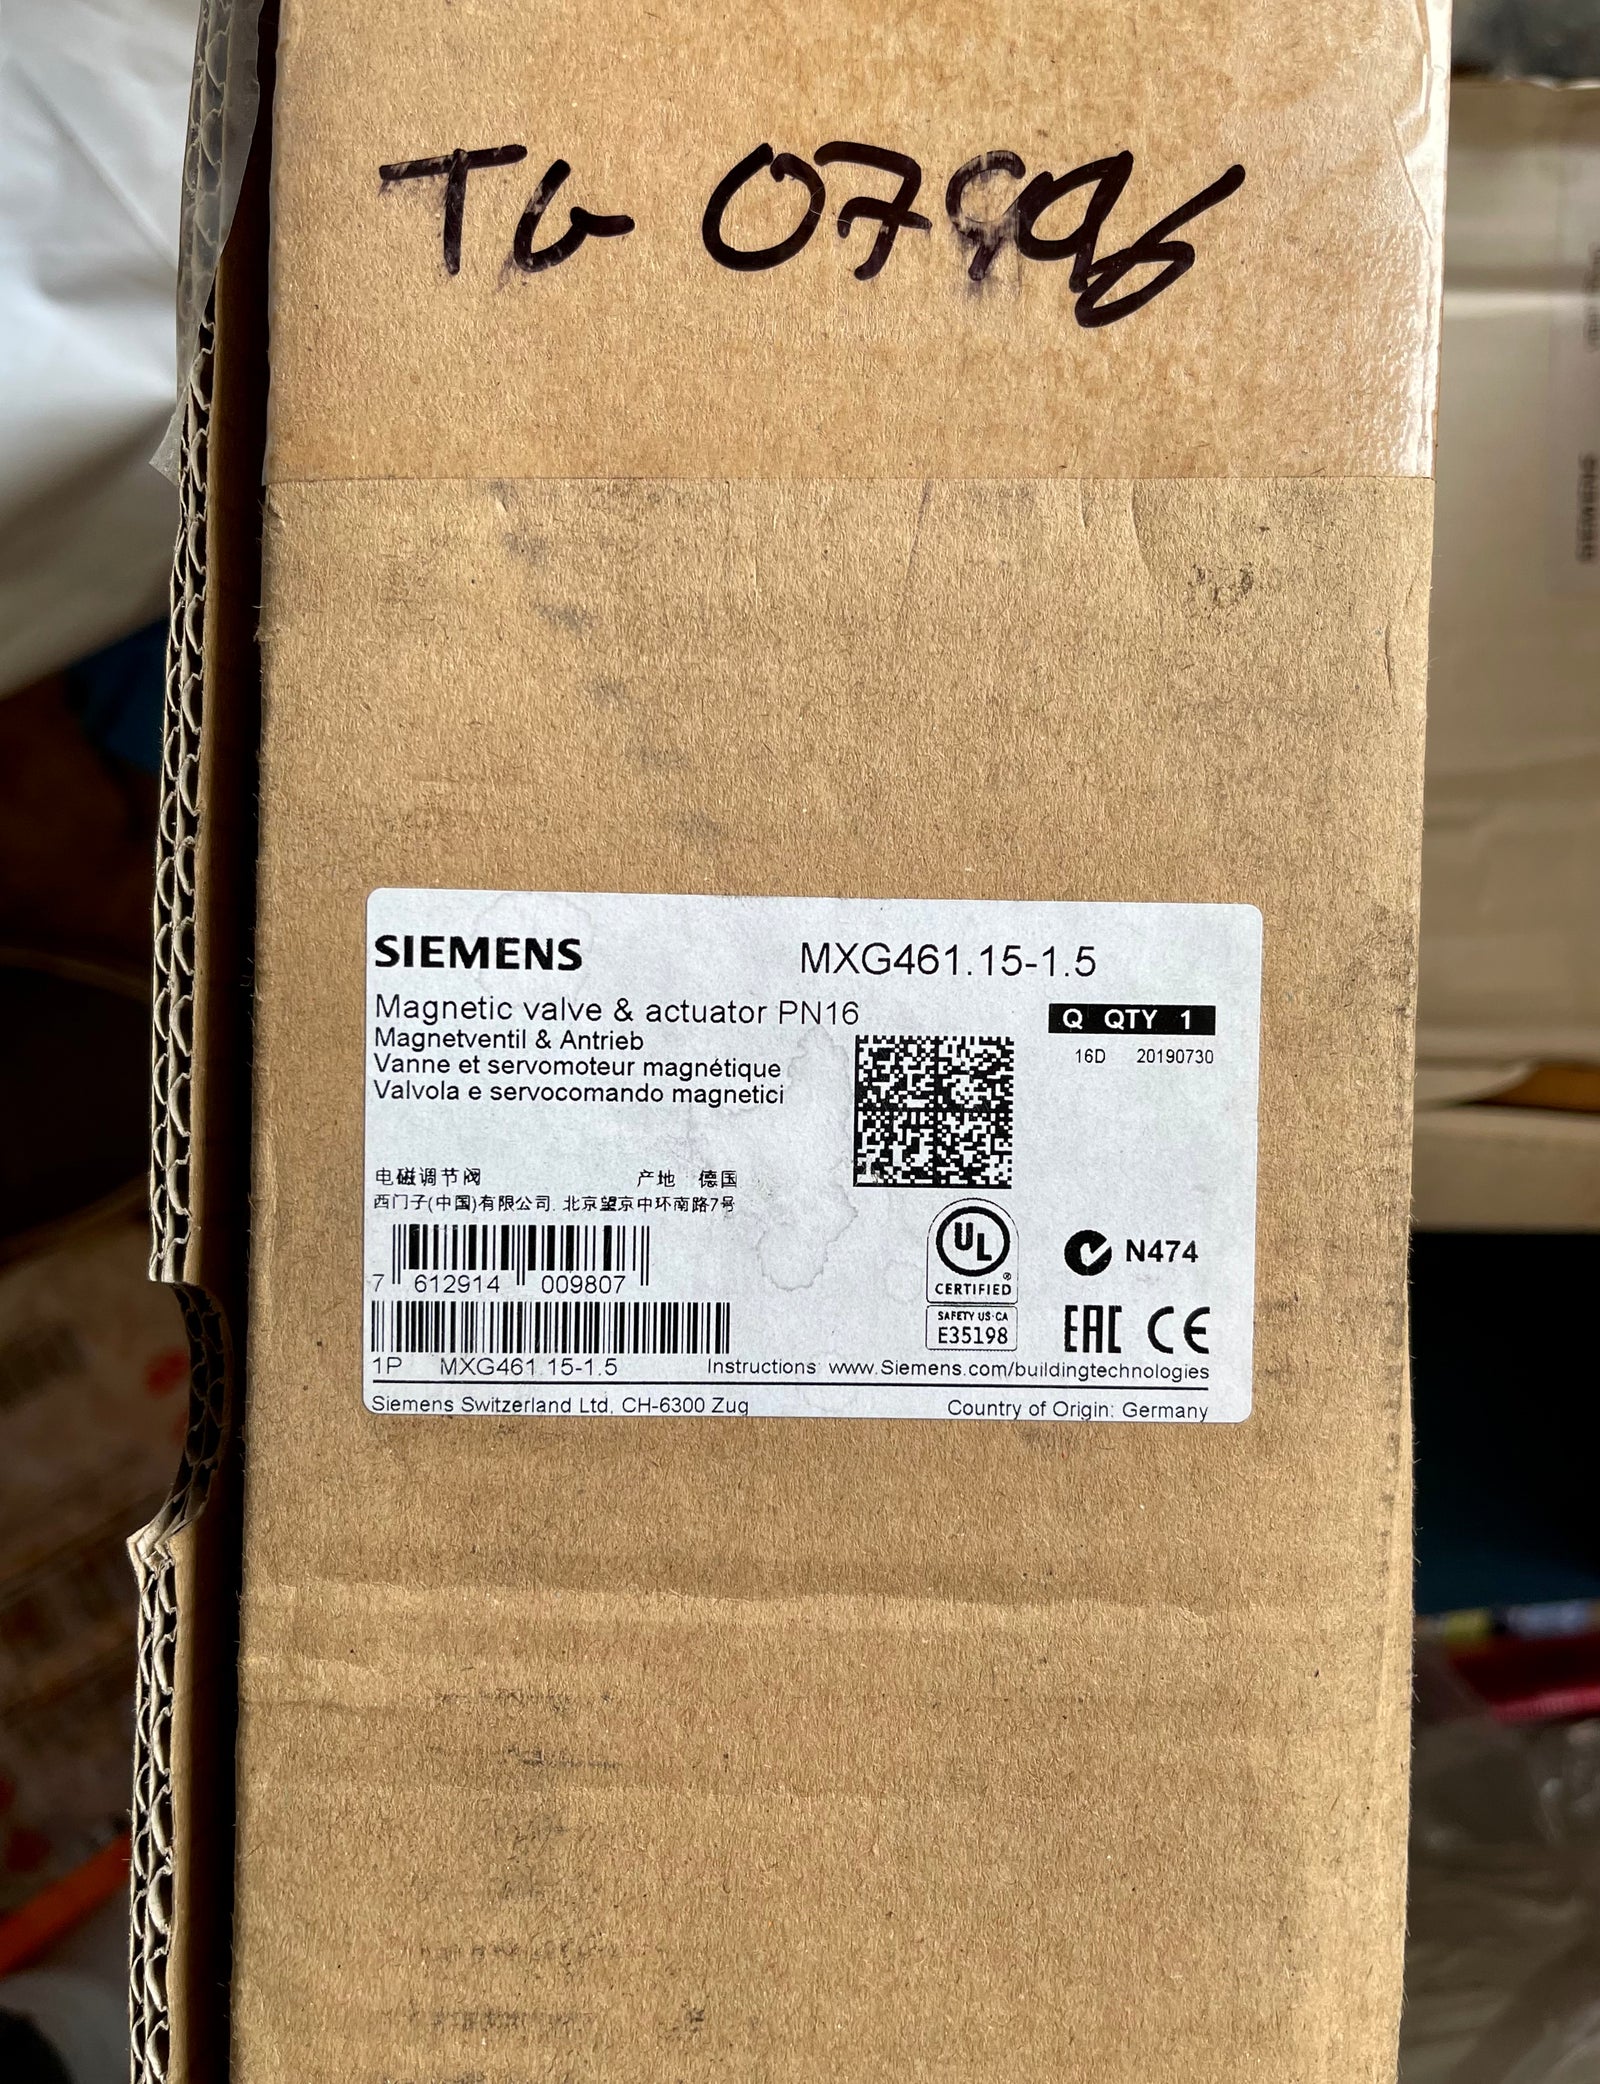 SIEMENS MXG461.15-1.5
Magnetic valve & actuator PN16
Q QTY 1
Magnetventil & Antrieb
16D 20190730
Vanne et servomoteur magnétique
Valvola e servocomando magnetici
电磁调节阀 产地 德国
西门子(中国)有限公司. 北京望京中环南路7号
7 612914 009807
UL
®
CERTIFIED
SAFETY US·CA
E35198
N474
EAC CE
1P MXG461.15-1.5 Instructions: www.Siemens.com/buildingtechnologies
Siemens Switzerland Ltd, CH-6300 Zug Country of Origin: Germany